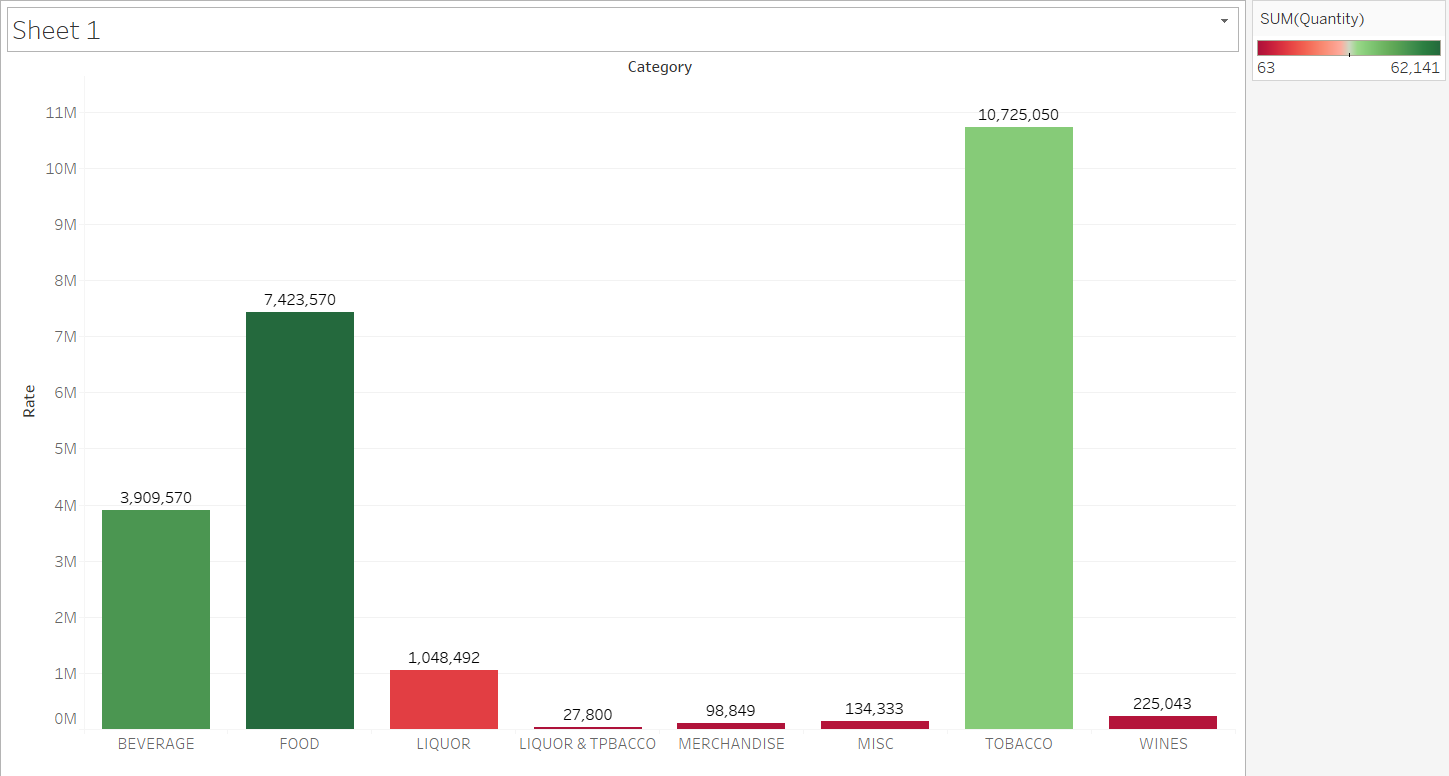 Sheet 1
SUM(Quantity)
63 62,141
Category
11M
10M
9M
8M
7M
6M
5M
4M
3M
2M
1M
0M
Rate
3,909,570
7,423,570
1,048,492
27,800
98,849
134,333
10,725,050
225,043
BEVERAGE FOOD LIQUOR LIQUOR & TPBACCO MERCHANDISE MISC TOBACCO WINES